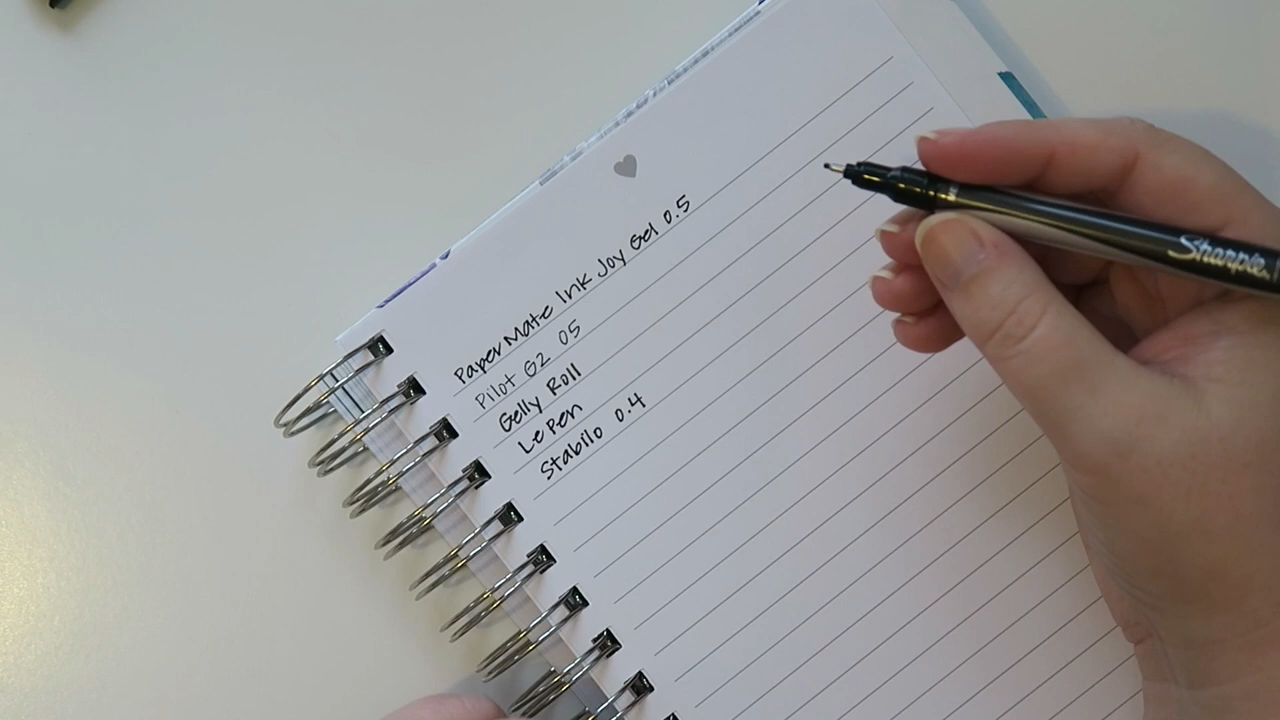 Paper Mate Ink Joy Gel 0.5
Pilot G2 05
Gelly Roll
Le Pen
Stabilo 0.4
Sharpie